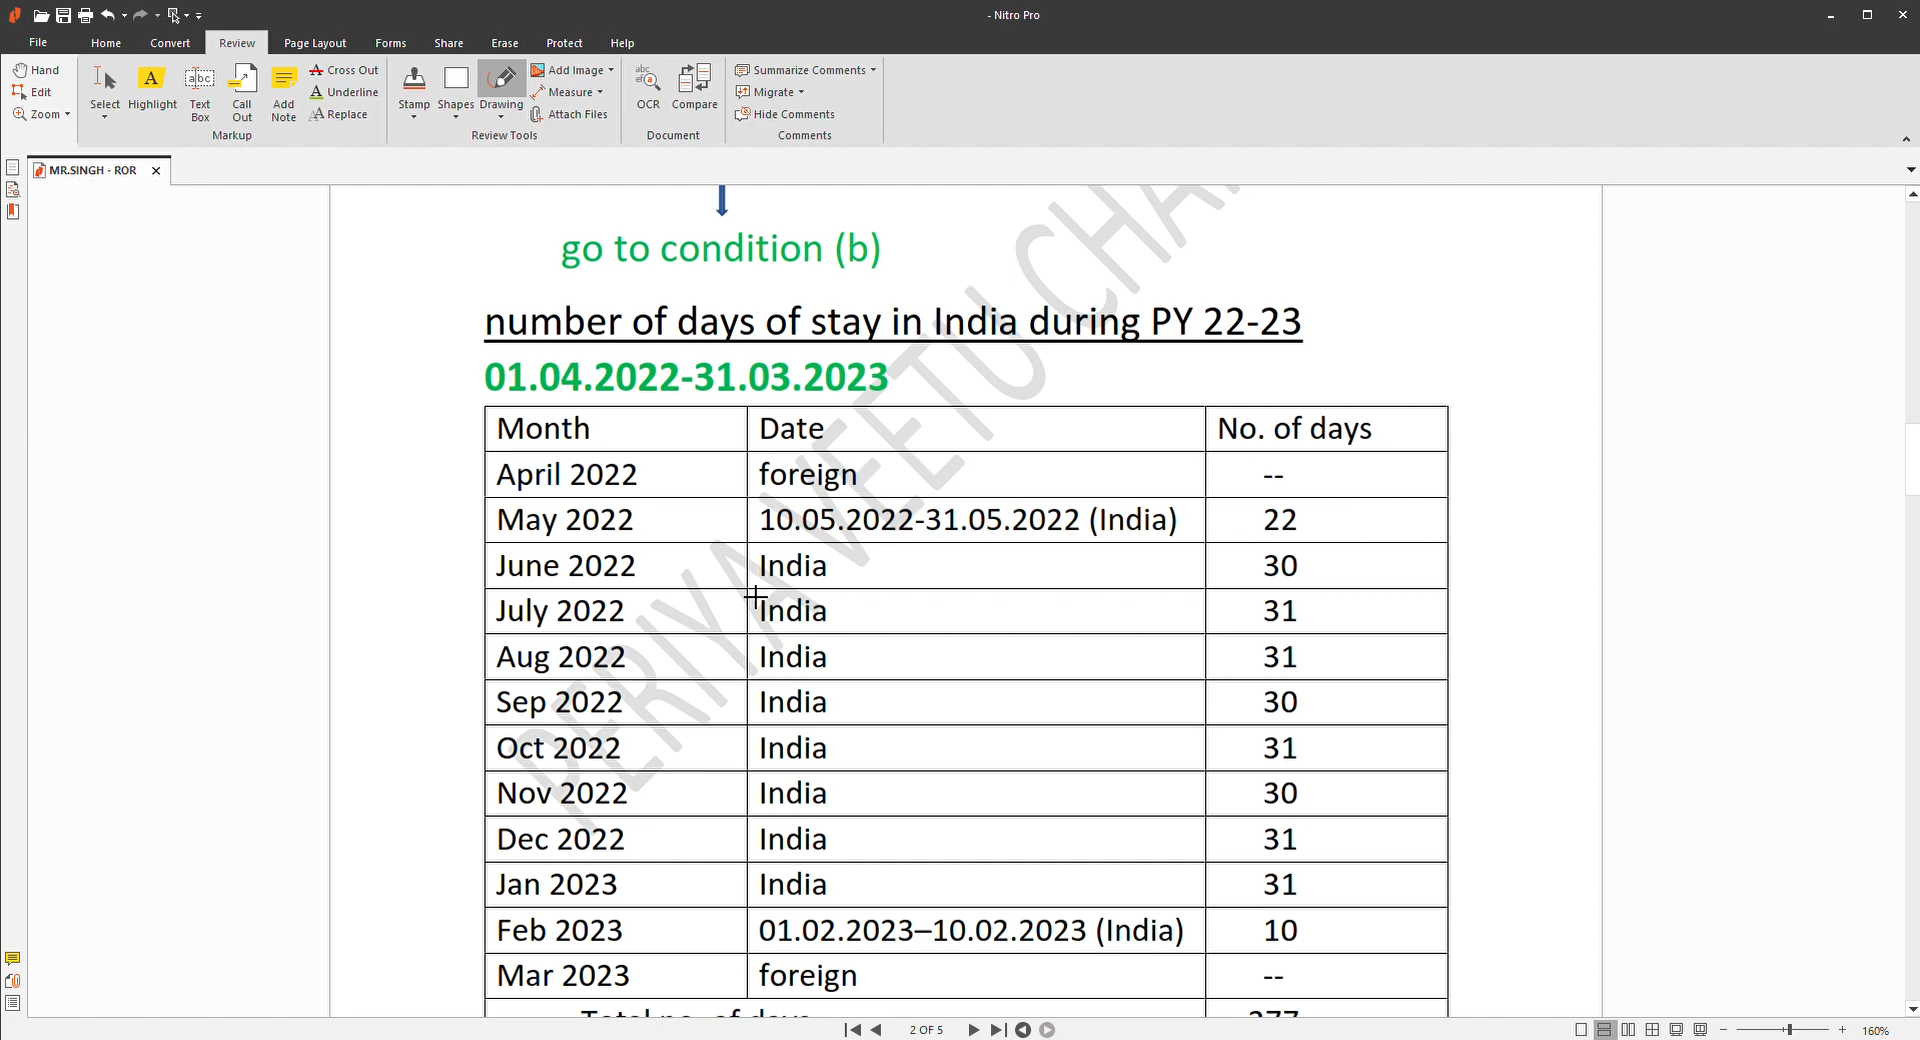 - Nitro Pro
File Home Convert Review Page Layout Forms Share Erase Protect Help
Hand
Edit
Zoom
Select
Highlight
Text Box
Call Out
Add Note
Cross Out
Underline
Replace
Markup
Stamp
Shapes
Drawing
Add Image
Measure
Attach Files
Review Tools
OCR
Compare
Document
Summarize Comments
Migrate
Hide Comments
Comments
MR.SINGH - ROR
go to condition (b)
number of days of stay in India during PY 22-23
01.04.2022-31.03.2023
Month Date No. of days
April 2022 foreign --
May 2022 10.05.2022-31.05.2022 (India) 22
June 2022 India 30
July 2022 India 31
Aug 2022 India 31
Sep 2022 India 30
Oct 2022 India 31
Nov 2022 India 30
Dec 2022 India 31
Jan 2023 India 31
Feb 2023 01.02.2023–10.02.2023 (India) 10
Mar 2023 foreign --
Total no. of days 277
PERIYA VEETU
2 OF 5
160%